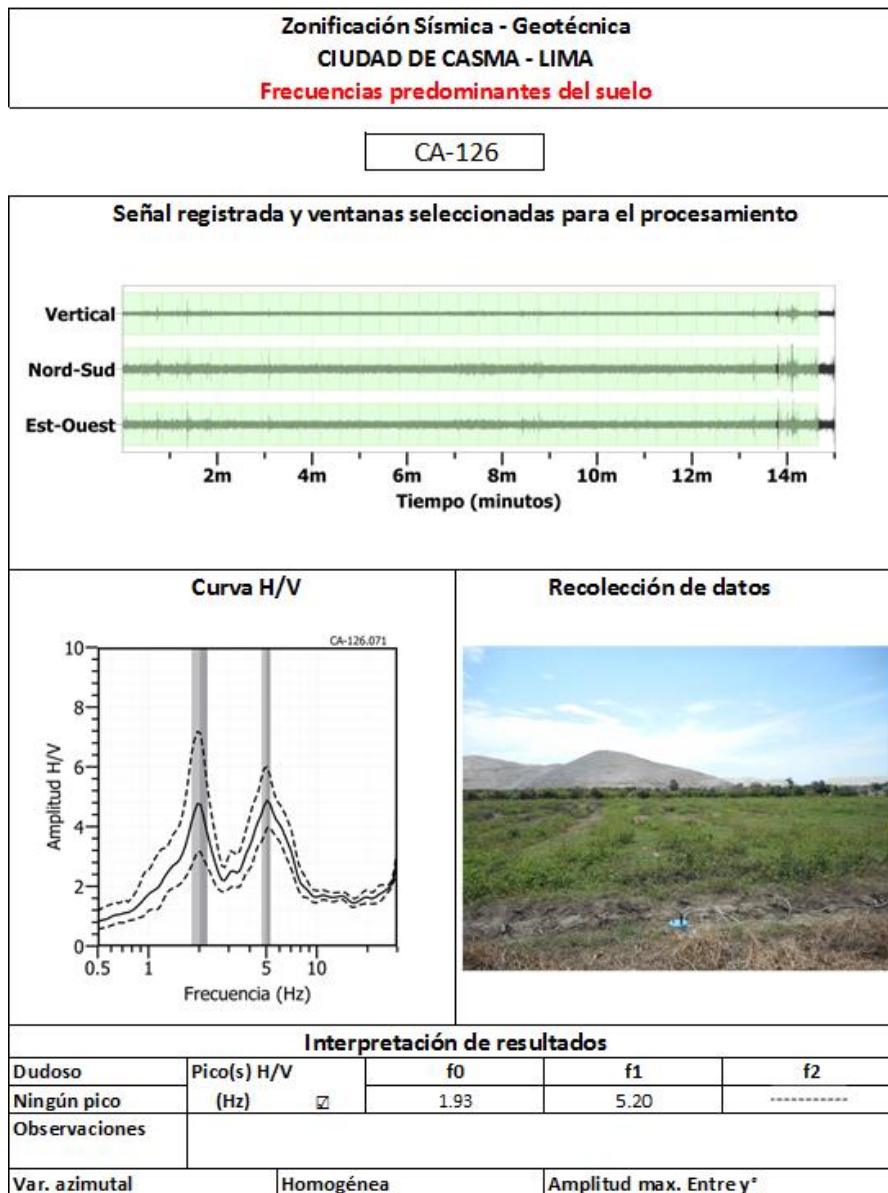 Zonificación Sísmica - Geotécnica
CIUDAD DE CASMA - LIMA
Frecuencias predominantes del suelo
CA-126
Señal registrada y ventanas seleccionadas para el procesamiento
Vertical
Nord-Sud
Est-Ouest
2m 4m 6m 8m 10m 12m 14m
Tiempo (minutos)
Curva H/V
CA-126.071
10
8
6
4
2
0
Amplitud H/V
0.5 1 5 10
Frecuencia (Hz)
Recolección de datos
Interpretación de resultados
Dudoso Pico(s) H/V f0 f1 f2
Ningún pico (Hz) ☑ 1.93 5.20 -----------
Observaciones
Var. azimutal Homogénea Amplitud max. Entre y°